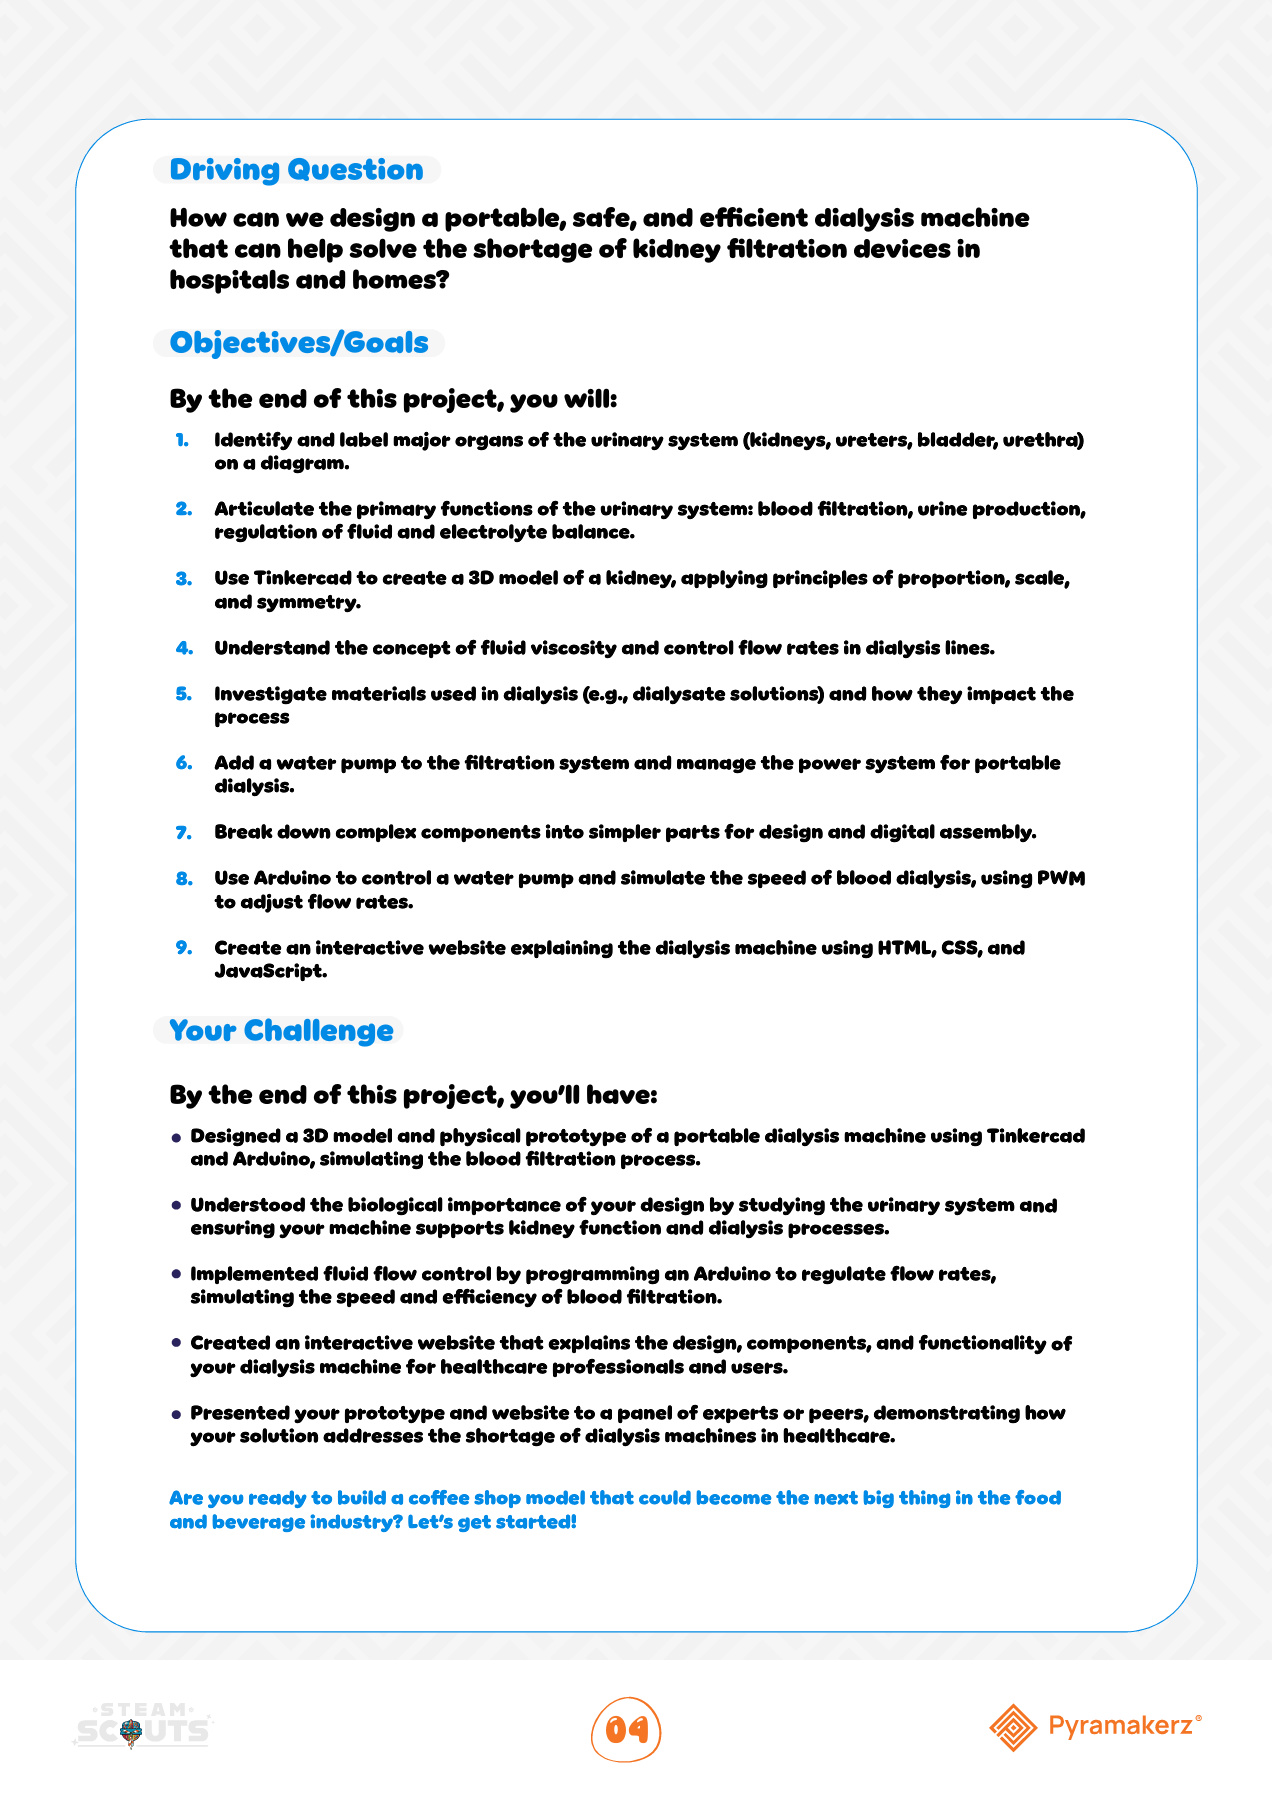 Driving Question
How can we design a portable, safe, and efficient dialysis machine
that can help solve the shortage of kidney filtration devices in
hospitals and homes?
Objectives/Goals
By the end of this project, you will:
1. Identify and label major organs of the urinary system (kidneys, ureters, bladder, urethra)
on a diagram.
2. Articulate the primary functions of the urinary system: blood filtration, urine production,
regulation of fluid and electrolyte balance.
3. Use Tinkercad to create a 3D model of a kidney, applying principles of proportion, scale,
and symmetry.
4. Understand the concept of fluid viscosity and control flow rates in dialysis lines.
5. Investigate materials used in dialysis (e.g., dialysate solutions) and how they impact the
process
6. Add a water pump to the filtration system and manage the power system for portable
dialysis.
7. Break down complex components into simpler parts for design and digital assembly.
8. Use Arduino to control a water pump and simulate the speed of blood dialysis, using PWM
to adjust flow rates.
9. Create an interactive website explaining the dialysis machine using HTML, CSS, and
JavaScript.
Your Challenge
By the end of this project, you'll have:
• Designed a 3D model and physical prototype of a portable dialysis machine using Tinkercad
and Arduino, simulating the blood filtration process.
• Understood the biological importance of your design by studying the urinary system and
ensuring your machine supports kidney function and dialysis processes.
• Implemented fluid flow control by programming an Arduino to regulate flow rates,
simulating the speed and efficiency of blood filtration.
• Created an interactive website that explains the design, components, and functionality of
your dialysis machine for healthcare professionals and users.
• Presented your prototype and website to a panel of experts or peers, demonstrating how
your solution addresses the shortage of dialysis machines in healthcare.
Are you ready to build a coffee shop model that could become the next big thing in the food
and beverage industry? Let's get started!
STEAM
SCOUTS
04
Pyramakerz®